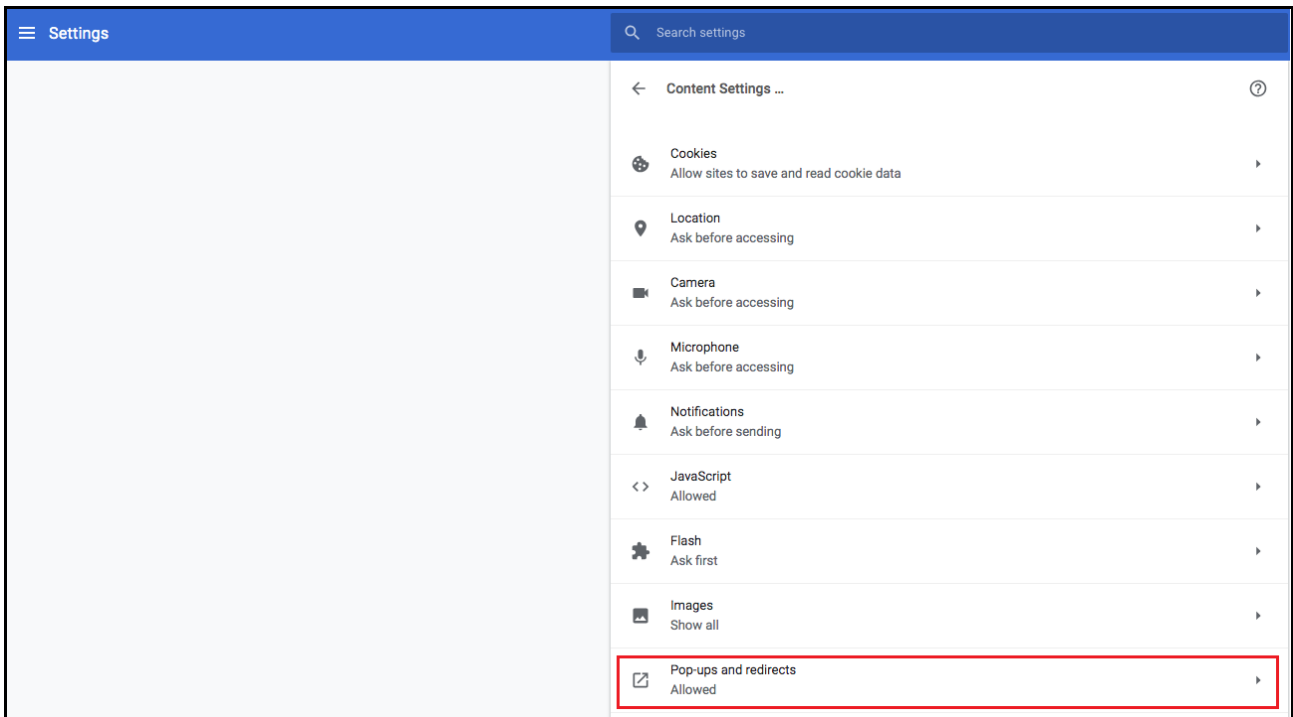 Settings
Search settings
Content Settings ...
Cookies
Allow sites to save and read cookie data
Location
Ask before accessing
Camera
Ask before accessing
Microphone
Ask before accessing
Notifications
Ask before sending
JavaScript
Allowed
Flash
Ask first
Images
Show all
Pop-ups and redirects
Allowed